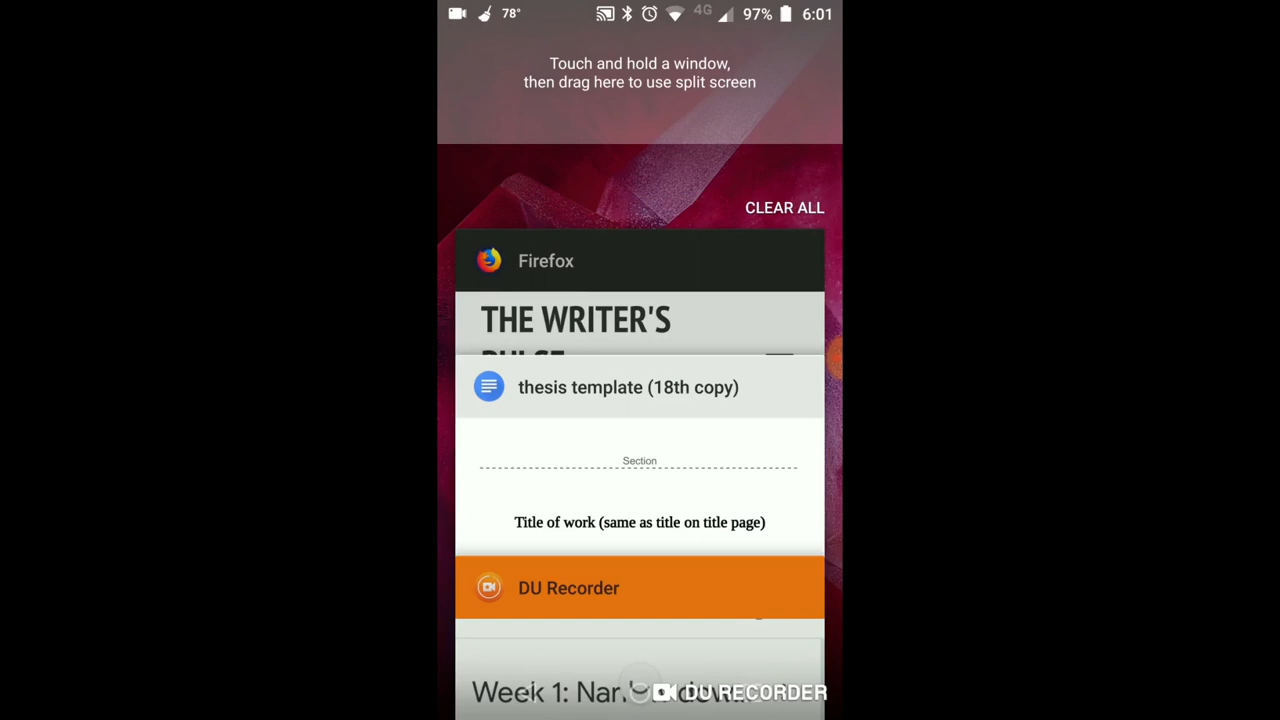 78° 4G 97% 6:01
Touch and hold a window,
then drag here to use split screen
CLEAR ALL
Firefox
THE WRITER'S
PULSE
thesis template (18th copy)
Section
Title of work (same as title on title page)
DU Recorder
Week 1:
DU RECORDER